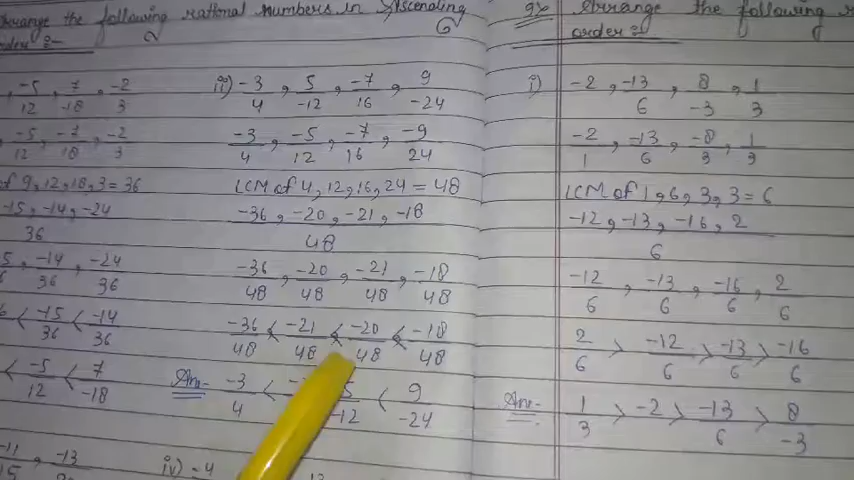 Arrange the following rational numbers in Ascending
order :-
, -5/12, 7/-18, -2/3
, -5/12, -7/18, -2/3
of 9,12,18,3=36
-15, -14, -24
36
, -14/36, -24/36
< -15/36 < -14/36
< -5/12 < 7/-18
, -13
ii) -3/4, 5/-12, -7/16, 9/-24
-3/4, -5/12, -7/16, -9/24
LCM of 4,12,16,24=48
-36, -20, -21, -18
48
-36/48, -20/48, -21/48, -18/48
-36/48 < -21/48 < -20/48 < -18/48
Ans- -3/4 < /-12 < 9/-24
iv) -4
Arrange the following
order :-
i) -2, -13/6, 8/-3, 1/3
-2/1, -13/6, -8/3, 1/3
LCM of 1,6,3,3=6
-12, -13, -16, 2
6
-12/6, -13/6, -16/6, 2/6
2/6 > -12/6 > -13/6 > -16/6
Ans- 1/3 > -2 > -13/6 > 8/-3